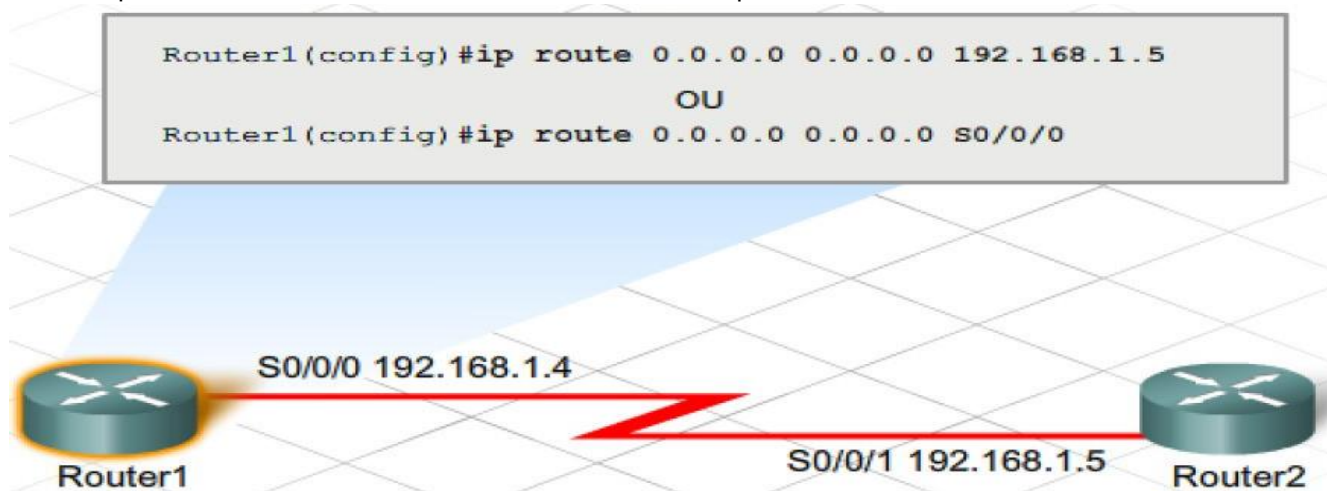 Router1(config)#ip route 0.0.0.0 0.0.0.0 192.168.1.5
OU
Router1(config)#ip route 0.0.0.0 0.0.0.0 S0/0/0
S0/0/0 192.168.1.4
S0/0/1 192.168.1.5
Router1
Router2